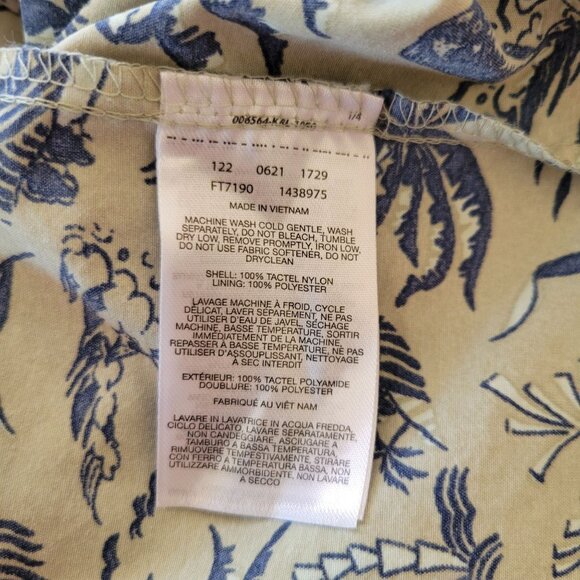 1/4
122 0621 1729
FT7190 1438975
MADE IN VIETNAM
MACHINE WASH COLD GENTLE, WASH
SEPARATELY, DO NOT BLEACH, TUMBLE
DRY LOW, REMOVE PROMPTLY, IRON LOW,
DO NOT USE FABRIC SOFTENER, DO NOT
DRYCLEAN
SHELL: 100% TACTEL NYLON
LINING: 100% POLYESTER
LAVAGE MACHINE À FROID, CYCLE
DÉLICAT, LAVER SEPARÉMENT, NE PAS
UTILISER D'EAU DE JAVEL, SÉCHAGE
MACHINE, BASSE TEMPÉRATURE, SORTIR
IMMÉDIATEMENT DE LA MACHINE,
REPASSER À BASSE TEMPÉRATURE, NE PAS
UTILISER D'ASSOUPLISSANT, NETTOYAGE
À SEC INTERDIT
EXTÉRIEUR: 100% TACTEL POLYAMIDE
DOUBLURE: 100% POLYESTER
FABRIQUÉ AU VIÊT NAM
LAVARE IN LAVATRICE IN ACQUA FREDDA,
CICLO DELICATO, LAVARE SEPARATAMENTE,
NON CANDEGGIARE, ASCIUGARE A
TAMBURO A BASSA TEMPERATURA,
RIMUOVERE TEMPESTIVAMENTE, STIRARE
CON FERRO A TEMPERATURA BASSA, NON
UTILIZZARE AMMORBIDENTE, NON LAVARE
A SECCO